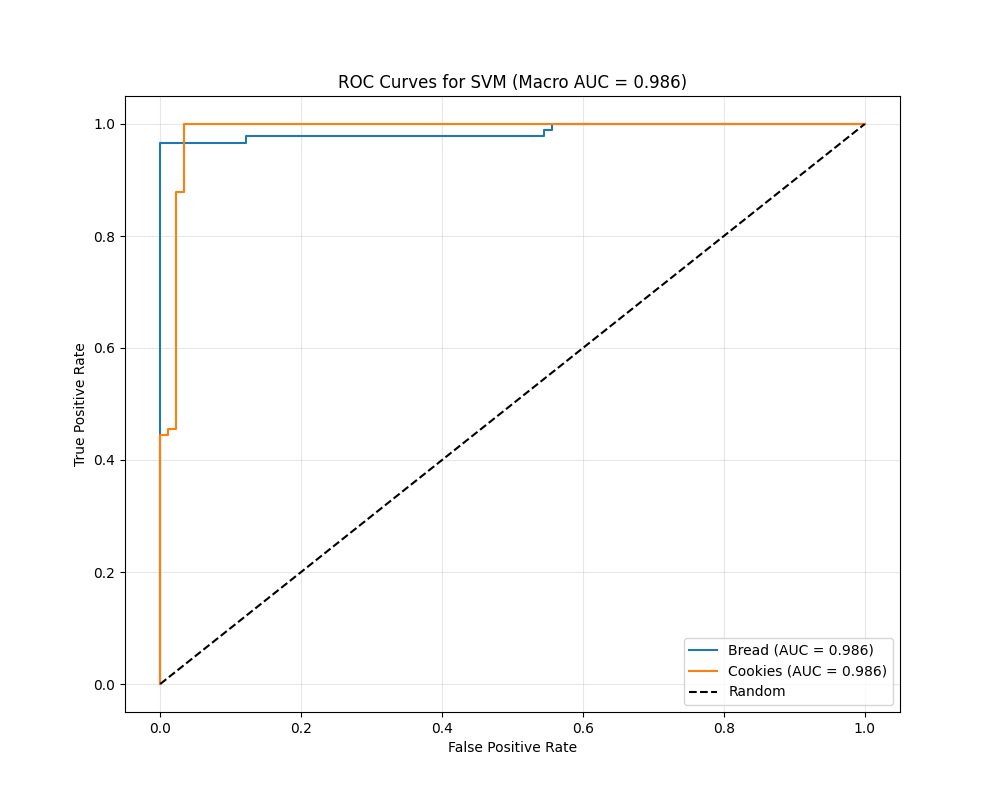 ROC Curves for SVM (Macro AUC = 0.986)
True Positive Rate
1.0
0.8
0.6
0.4
0.2
0.0
Bread (AUC = 0.986)
Cookies (AUC = 0.986)
Random
0.0 0.2 0.4 0.6 0.8 1.0
False Positive Rate